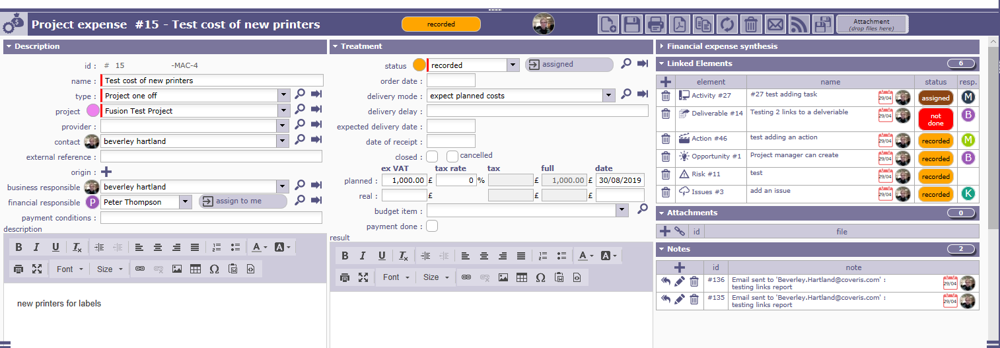 Project expense #15 - Test cost of new printers
recorded
Attachment
(drop files here)
Description
id : # 15 -MAC-4
name : Test cost of new printers
type : Project one off
project Fusion Test Project
provider :
contact beverley hartland
external reference :
origin :
business responsible beverley hartland
financial responsible P Peter Thompson assign to me
payment conditions :
description
B I U Tx A A
Font Size Ω
new printers for labels
Treatment
status recorded assigned
order date :
delivery mode : expect planned costs
delivery delay :
expected delivery date :
date of receipt :
closed : cancelled
ex VAT tax rate tax full date
planned : 1,000.00 £ 0 % £ 1,000.00 £ 30/08/2019
real : £ £ £
budget item :
payment done :
result
B I U Tx A A
Font Size Ω
Financial expense synthesis
Linked Elements 6
element name status resp.
Activity #27 #27 test adding task 29/04 assigned M
Deliverable #14 Testing 2 links to a delivery 29/04 not done B
Action #46 test adding an action 29/04 recorded M
Opportunity #1 Project manager can create 29/04 recorded B
Risk #11 test 29/04 recorded
Issues #3 add an issue 29/04 recorded K
Attachments 0
id file
Notes 2
id note
#136 Email sent to 'Beverley.Hartland@coveris.com' : 29/04
testing links report
#135 Email sent to 'Beverley.Hartland@coveris.com' : 29/04
testing links report